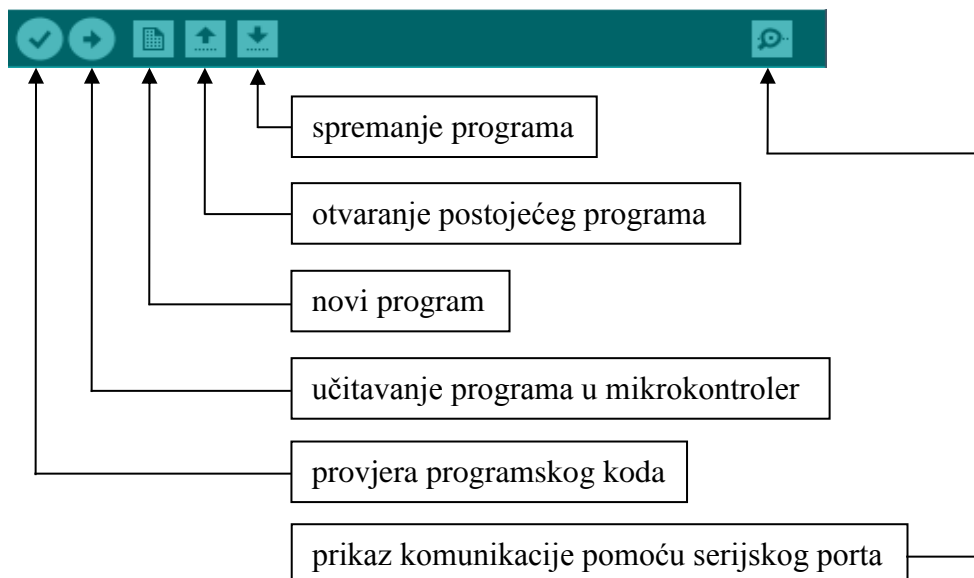 spremanje programa
otvaranje postojećeg programa
novi program
učitavanje programa u mikrokontroler
provjera programskog koda
prikaz komunikacije pomoću serijskog porta